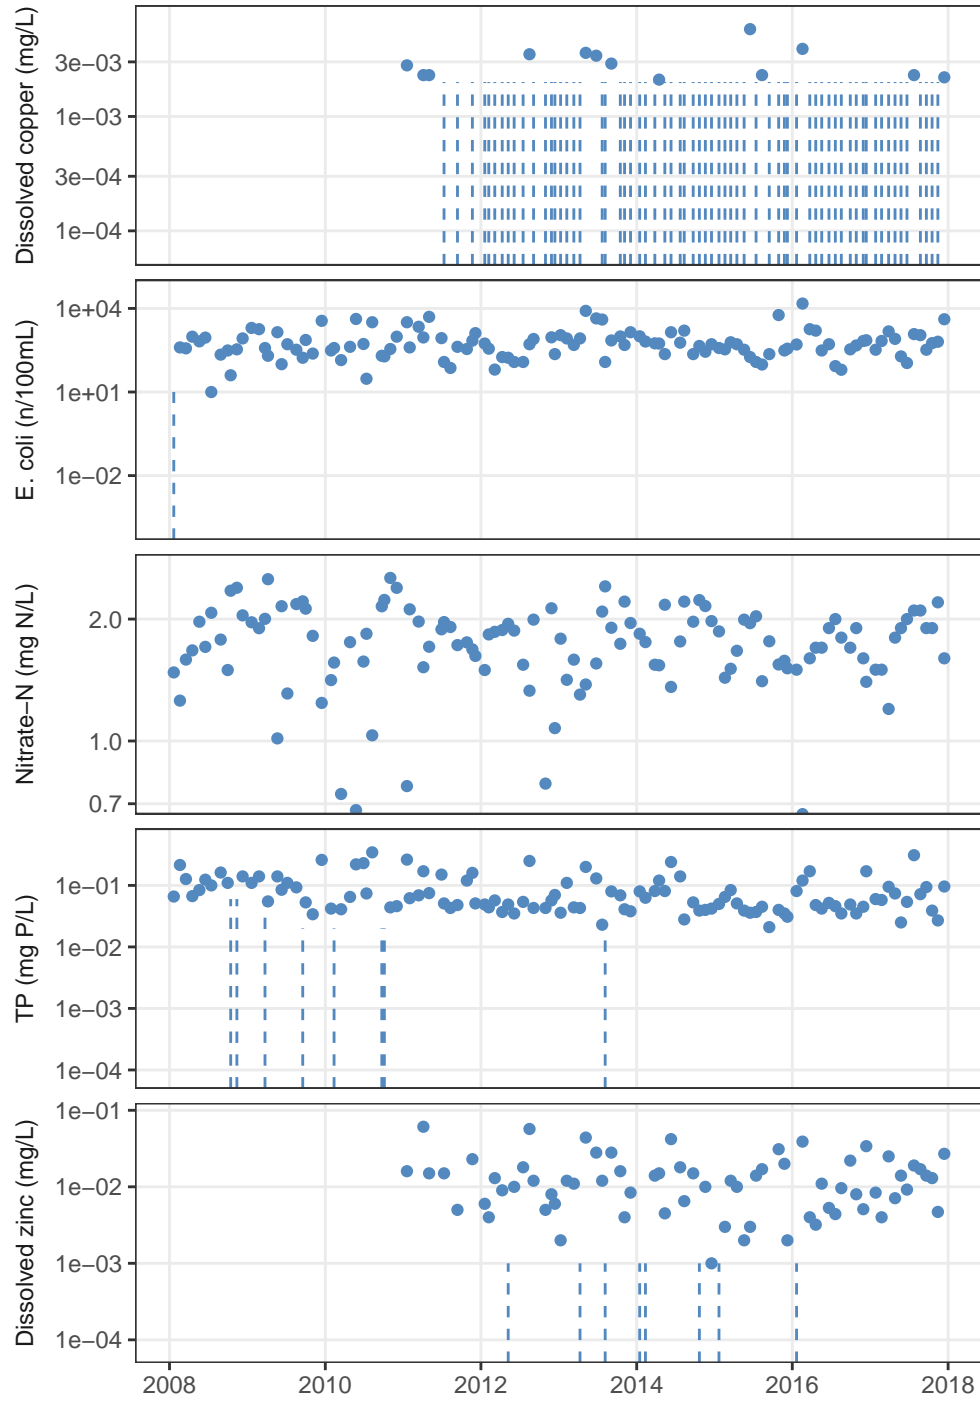 Dissolved copper (mg/L)
3e−03
1e−03
3e−04
1e−04
E. coli (n/100mL)
1e+04
1e+01
1e−02
Nitrate−N (mg N/L)
2.0
1.0
0.7
TP (mg P/L)
1e−01
1e−02
1e−03
1e−04
Dissolved zinc (mg/L)
1e−01
1e−02
1e−03
1e−04
2008 2010 2012 2014 2016 2018